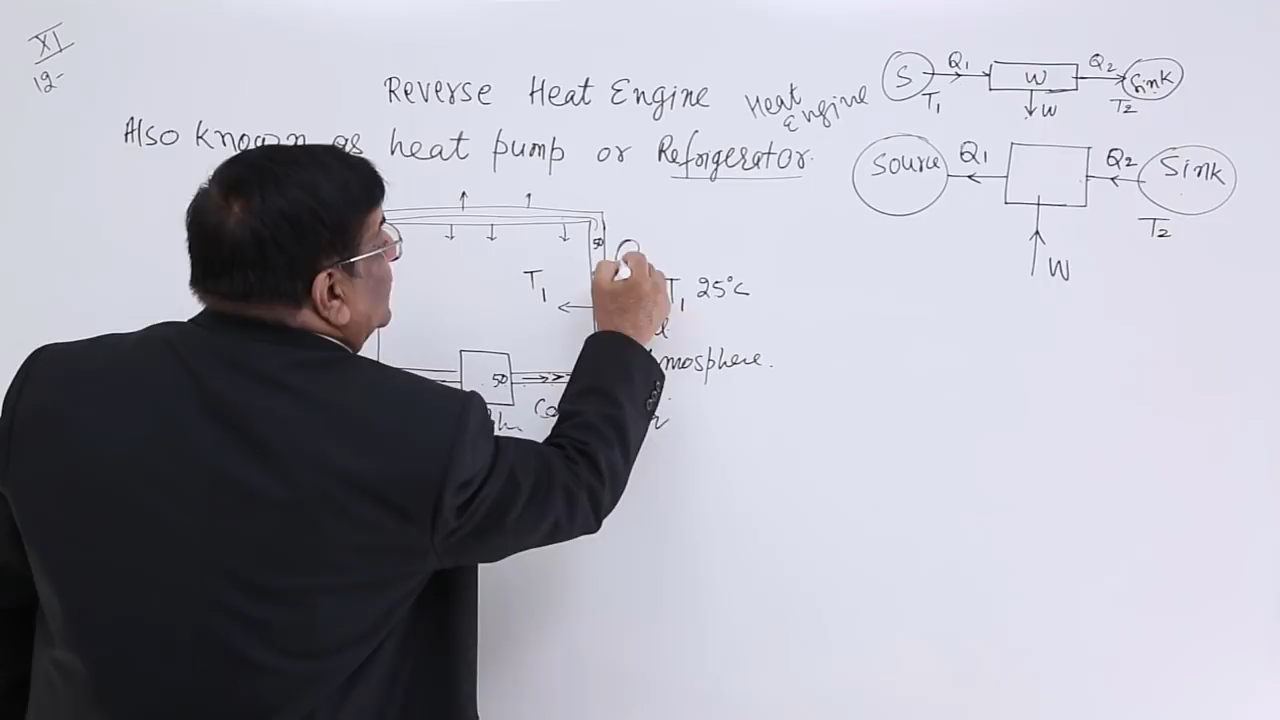 XI
12-
Reverse Heat Engine
Also known as heat pump or Refrigerator.
Heat Engine
S Q1 W Q2 Sink
T1 W T2
Source Q1 Q2 Sink
T2
W
50
T1
T1 25°C
mosphere.
50